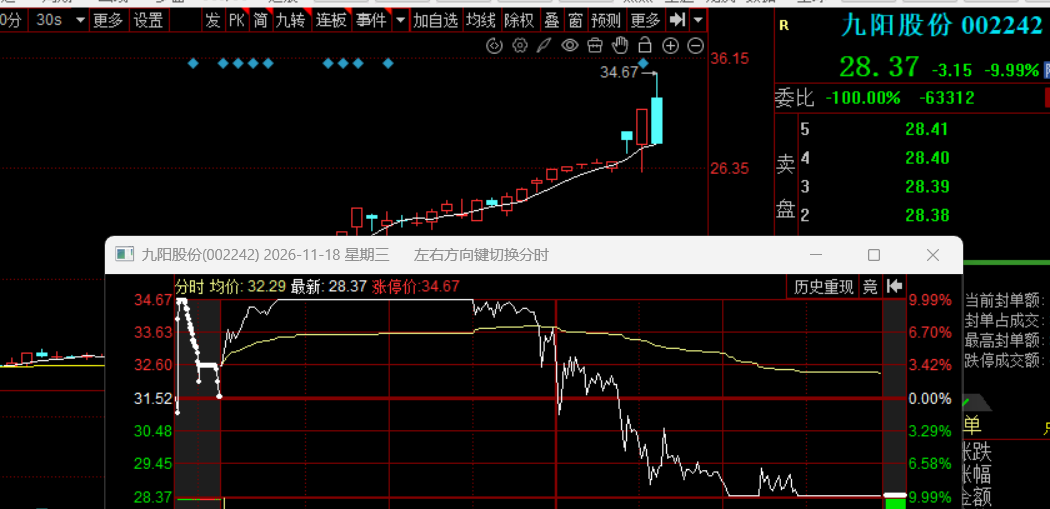 0分 30s 更多 设置 发 PK 简 九转 连板 事件 加自选 均线 除权 叠 窗 预测 更多
R 九阳股份 002242
28.37 -3.15 -9.99%
委比 -100.00% -63312
36.15
34.67
26.35
卖盘
5 28.41
4 28.40
3 28.39
2 28.38
九阳股份(002242) 2026-11-18 星期三 左右方向键切换分时
分时 均价: 32.29 最新: 28.37 涨停价:34.67 历史重现 竞
34.67 9.99%
33.63 6.70%
32.60 3.42%
31.52 0.00%
30.48 3.29%
29.45 6.58%
28.37 9.99%
当前封单额:
封单占成交:
最高封单额:
跌停成交额:
单
涨跌
涨幅
金额